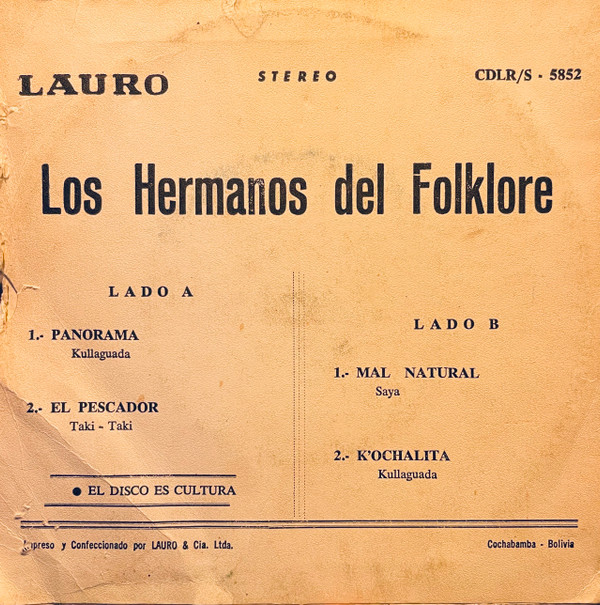 LAURO
STEREO
CDLR/S - 5852
Los Hermanos del Folklore
LADO A
1.- PANORAMA
Kullaguada
2.- EL PESCADOR
Taki - Taki
● EL DISCO ES CULTURA
LADO B
1.- MAL NATURAL
Saya
2.- K'OCHALITA
Kullaguada
Impreso y Confeccionado por LAURO & Cía. Ltda.
Cochabamba - Bolivia